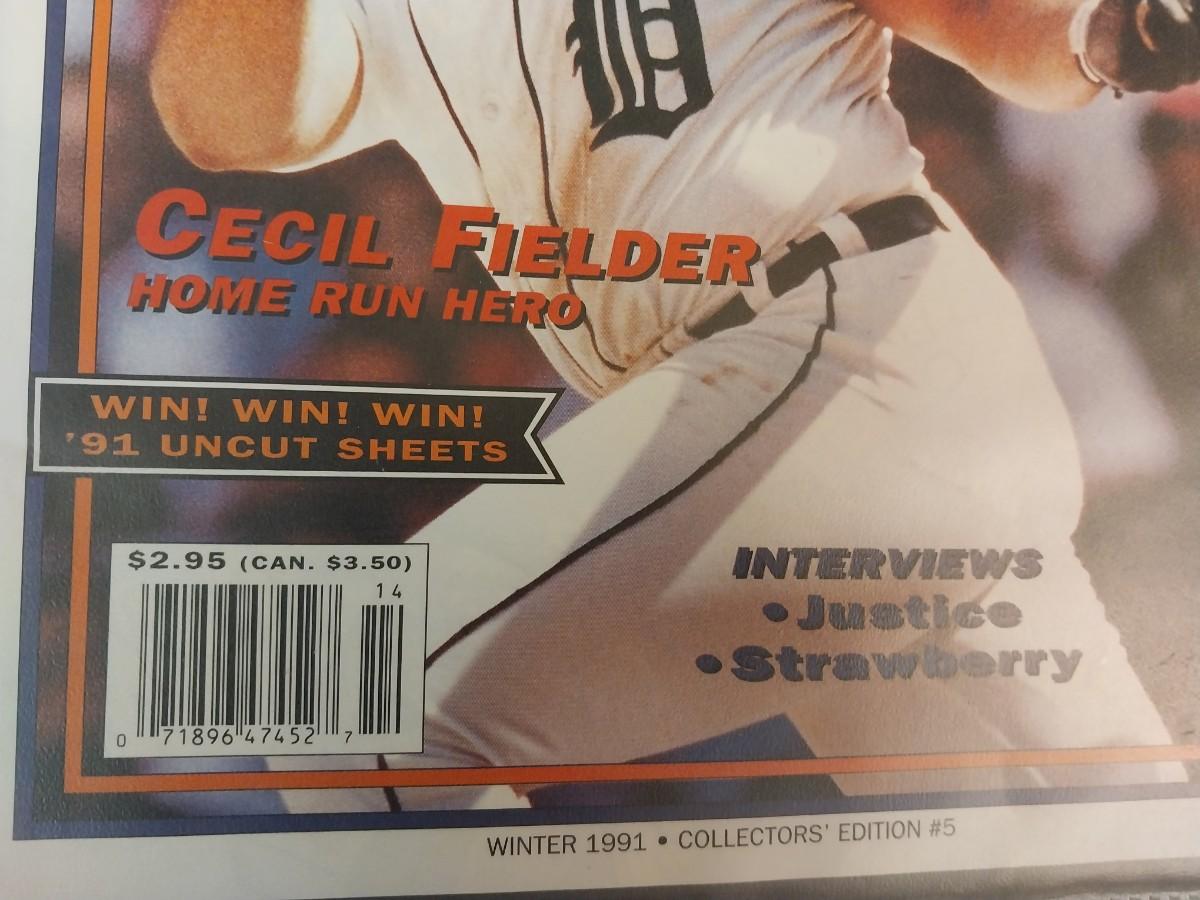 CECIL FIELDER
HOME RUN HERO
WIN! WIN! WIN!
'91 UNCUT SHEETS
$2.95 (CAN. $3.50)
14
0 71896 47452 7
INTERVIEWS
•Justice
•Strawberry
WINTER 1991 • COLLECTORS' EDITION #5